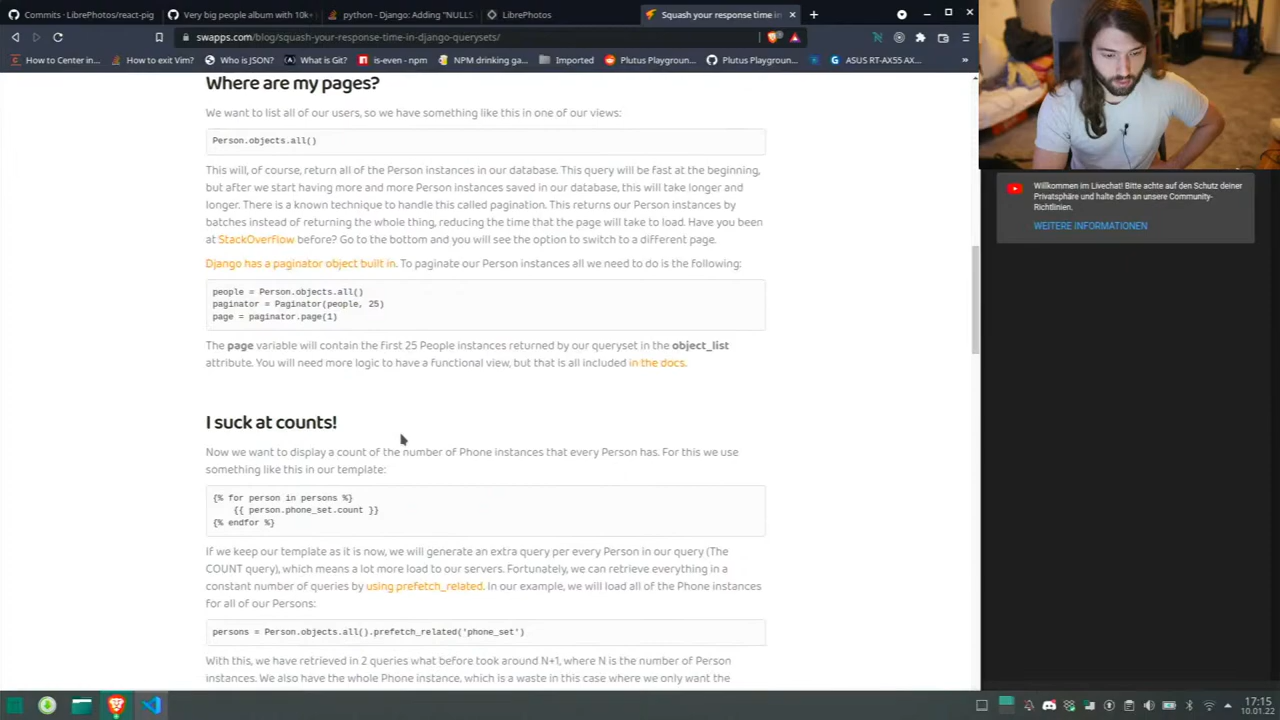 Commits · LibrePhotos/react-pig
Very big people album with 10k+
python - Django: Adding "NULLS
LibrePhotos
Squash your response time in
swapps.com/blog/squash-your-response-time-in-django-querysets/
How to Center in...
How to exit Vim?
Who is JSON?
What is Git?
is-even - npm
NPM drinking ga...
Imported
Plutus Playgroun...
Plutus Playgroun...
ASUS RT-AX55 AX...
»
Where are my pages?
We want to list all of our users, so we have something like this in one of our views:
Person.objects.all()
This will, of course, return all of the Person instances in our database. This query will be fast at the beginning,
but after we start having more and more Person instances saved in our database, this will take longer and
longer. There is a known technique to handle this called pagination. This returns our Person instances by
batches instead of returning the whole thing, reducing the time that the page will take to load. Have you been
at StackOverflow before? Go to the bottom and you will see the option to switch to a different page.
Django has a paginator object built in. To paginate our Person instances all we need to do is the following:
people = Person.objects.all()
paginator = Paginator(people, 25)
page = paginator.page(1)
The page variable will contain the first 25 People instances returned by our queryset in the object_list
attribute. You will need more logic to have a functional view, but that is all included in the docs.
I suck at counts!
Now we want to display a count of the number of Phone instances that every Person has. For this we use
something like this in our template:
{% for person in persons %}
{{ person.phone_set.count }}
{% endfor %}
If we keep our template as it is now, we will generate an extra query per every Person in our query (The
COUNT query), which means a lot more load to our servers. Fortunately, we can retrieve everything in a
constant number of queries by using prefetch_related. In our example, we will load all of the Phone instances
for all of our Persons:
persons = Person.objects.all().prefetch_related('phone_set')
With this, we have retrieved in 2 queries what before took around N+1, where N is the number of Person
instances. We also have the whole Phone instance, which is a waste in this case where we only want the
Willkommen im Livechat! Bitte achte auf den Schutz deiner
Privatsphäre und halte dich an unsere Community-
Richtlinien.
WEITERE INFORMATIONEN
17:15
10.01.22